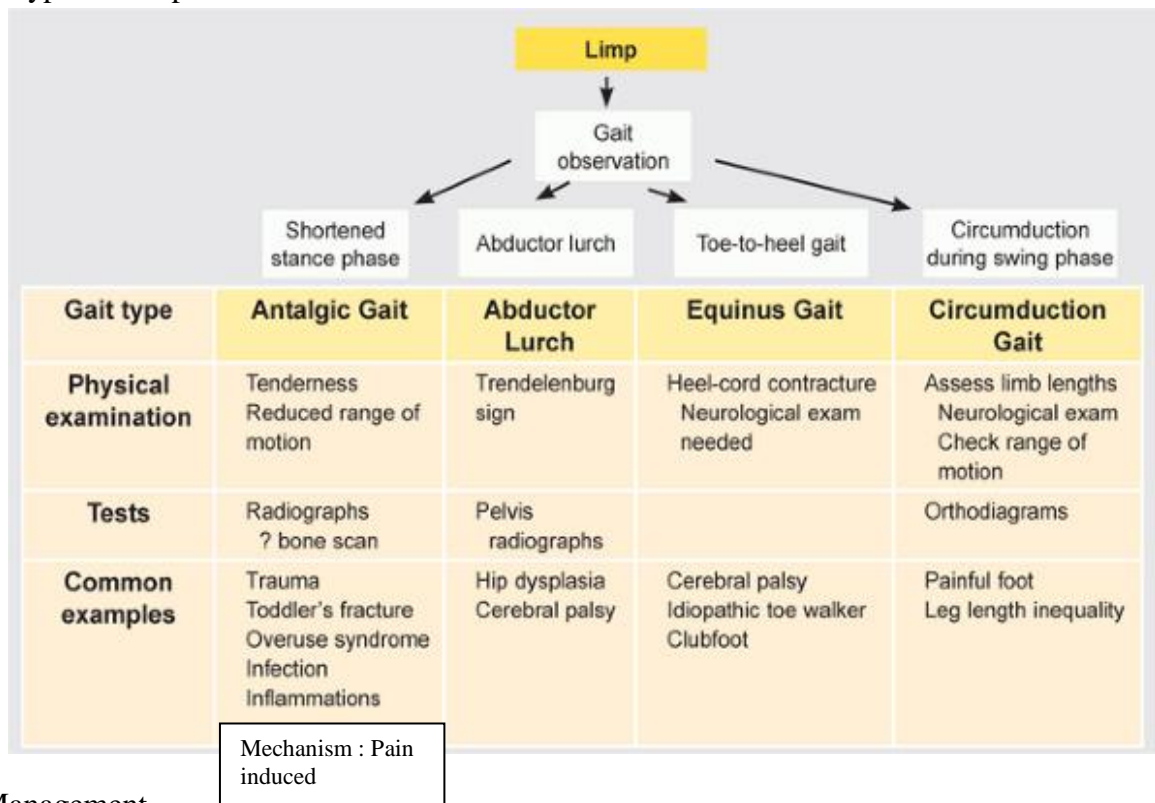 Limp
Gait
observation
Shortened
stance phase
Abductor lurch
Toe-to-heel gait
Circumduction
during swing phase
Gait type
Antalgic Gait
Abductor
Lurch
Equinus Gait
Circumduction
Gait
Physical
examination
Tenderness
Reduced range of
motion
Trendelenburg
sign
Heel-cord contracture
Neurological exam
needed
Assess limb lengths
Neurological exam
Check range of
motion
Tests
Radiographs
? bone scan
Pelvis
radiographs
Orthodiagrams
Common
examples
Trauma
Toddler's fracture
Overuse syndrome
Infection
Inflammations
Hip dysplasia
Cerebral palsy
Cerebral palsy
Idiopathic toe walker
Clubfoot
Painful foot
Leg length inequality
Mechanism : Pain
induced